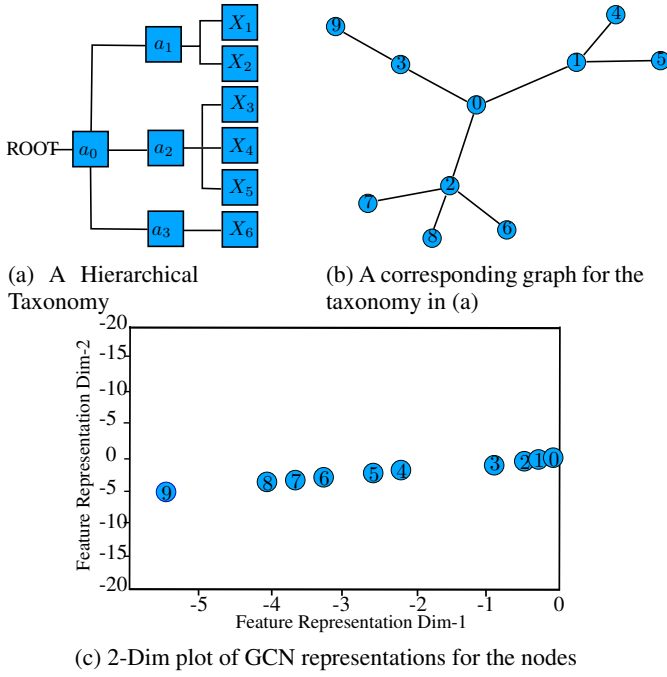 X1
a1
X2
X3
ROOT
a0
a2
X4
X5
a3
X6
9
3
4
1
5
0
2
7
8
6
(a) A Hierarchical
Taxonomy
(b) A corresponding graph for the
taxonomy in (a)
Feature Representation Dim-2
-20
-15
-10
-5
0
-5
-10
-15
-20
9
8
7
6
5
4
3
2
1
0
-5
-4
-3
-2
-1
0
Feature Representation Dim-1
(c) 2-Dim plot of GCN representations for the nodes